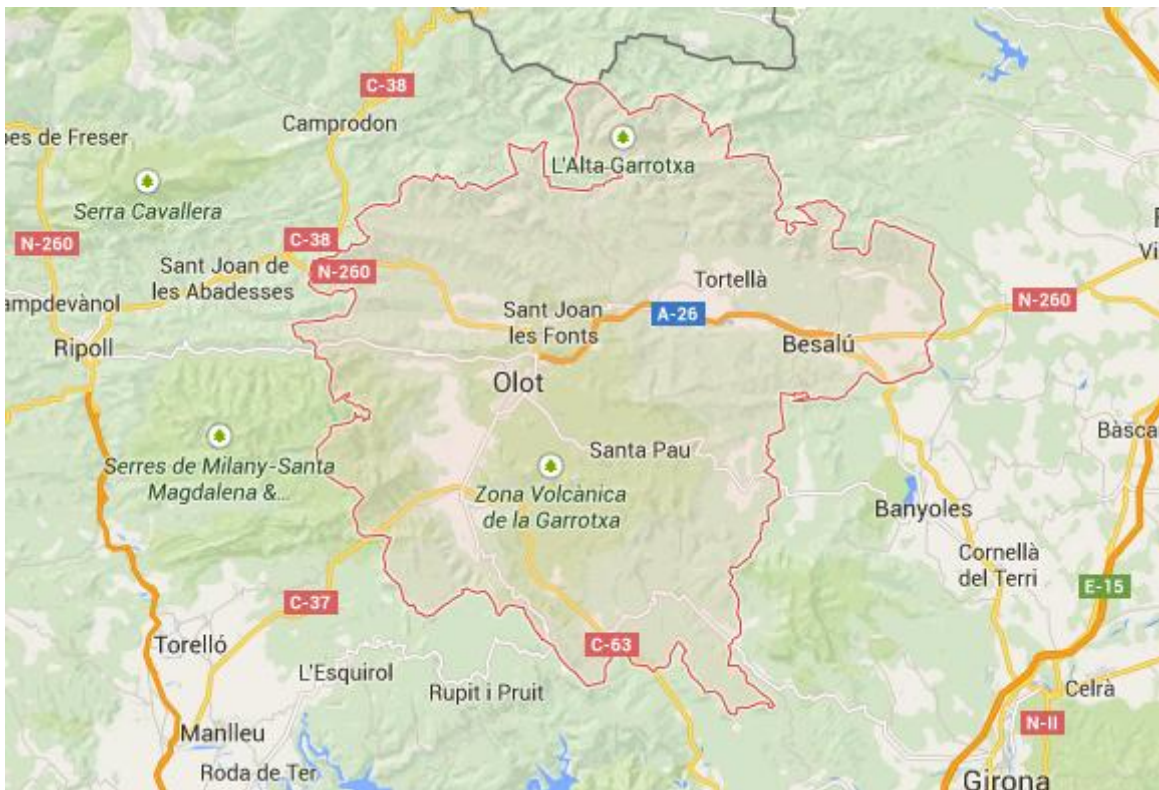 C-38
Camprodon
pes de Freser
L'Alta Garrotxa
Serra Cavallera
N-260
C-38
Sant Joan de
les Abadesses
N-260
Tortellà
Vi
ampdevànol
Sant Joan
les Fonts
A-26
N-260
Ripoll
Besalú
Olot
Bàsca
Serres de Milany-Santa
Magdalena &...
Santa Pau
Zona Volcànica
de la Garrotxa
Banyoles
Cornellà
del Terri
E-15
C-37
Torelló
C-63
L'Esquirol
Rupit i Pruit
Celrà
Manlleu
N-II
Roda de Ter
Girona